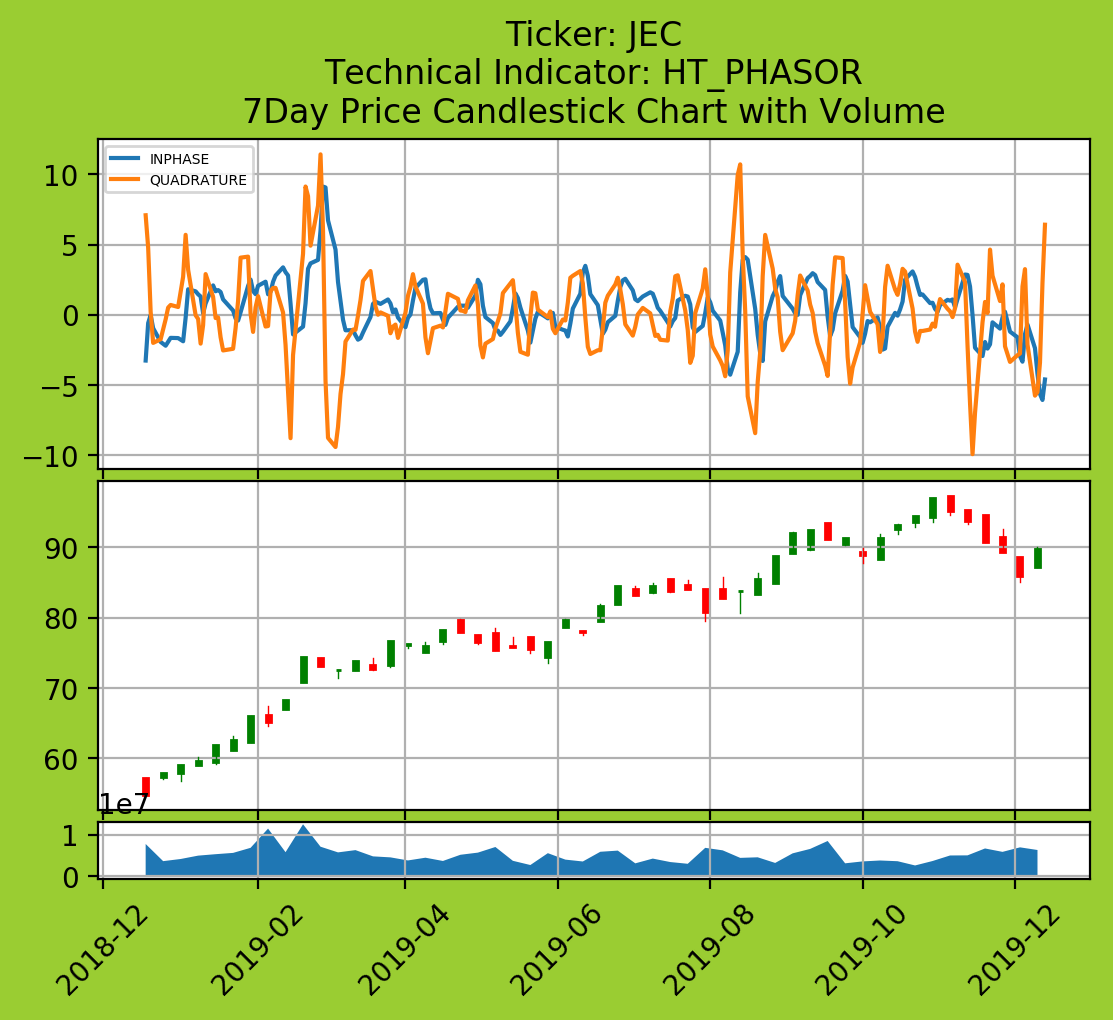 Ticker: JEC
Technical Indicator: HT_PHASOR
7Day Price Candlestick Chart with Volume
INPHASE
QUADRATURE
10
5
0
−5
−10
90
80
70
60
1e7
1
0
2018-12 2019-02 2019-04 2019-06 2019-08 2019-10 2019-12